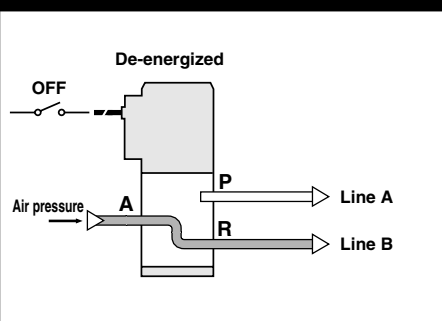 De-energized
OFF
P
Line A
Air pressure
A
R
Line B